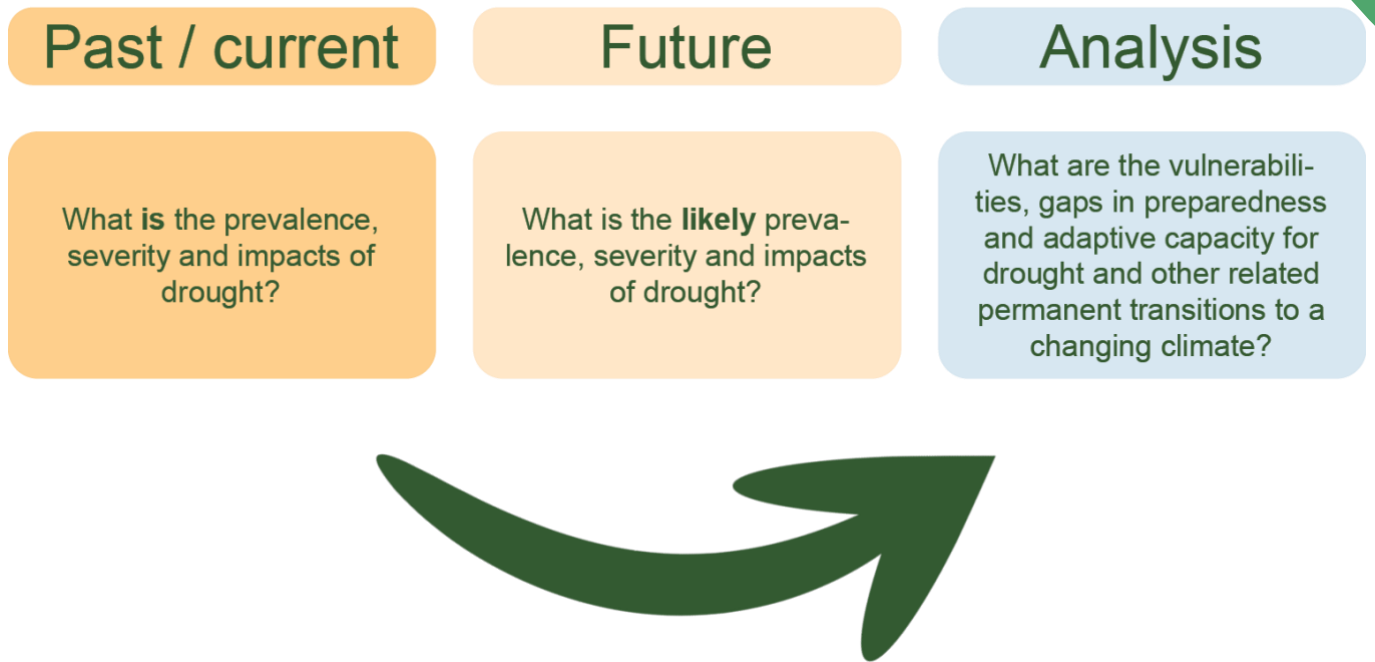 Past / current
Future
Analysis
What is the prevalence,
severity and impacts of
drought?
What is the likely preva-
lence, severity and impacts
of drought?
What are the vulnerabili-
ties, gaps in preparedness
and adaptive capacity for
drought and other related
permanent transitions to a
changing climate?